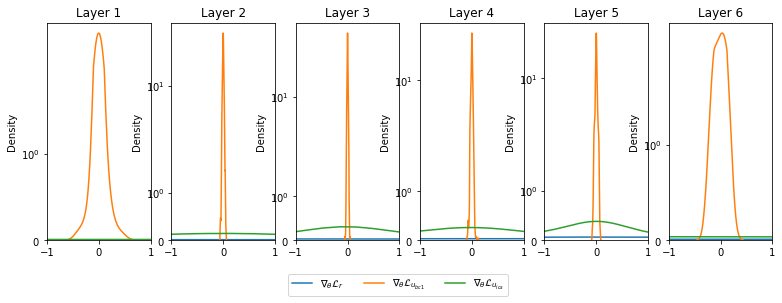 Layer 1 Layer 2 Layer 3 Layer 4 Layer 5 Layer 6
Density Density Density Density Density Density
10¹ 10¹ 10¹ 10¹
10⁰ 10⁰ 10⁰ 10⁰ 10⁰ 10⁰
0 0 0 0 0 0
−1 0 1 −1 0 1 −1 0 1 −1 0 1 −1 0 1 −1 0 1
∇θℒr ∇θℒu_bc1 ∇θℒu_ics